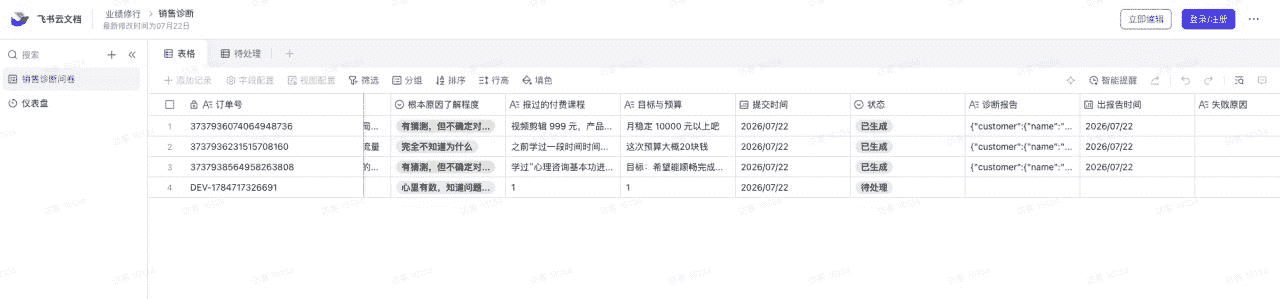 飞书云文档 业绩修行 > 销售诊断
最新修改时间为07月22日
立即编辑 登录/注册
搜索
表格 待处理
销售诊断问卷
添加记录 字段配置 视图配置 筛选 分组 排序 行高 填色 智能提醒
仪表盘
订单号 根本原因了解程度 报过的付费课程 目标与预算 提交时间 状态 诊断报告 出报告时间 失败原因
1 3737936074064948736 有猜测，但不确定对... 视频剪辑 999 元，产品... 月稳定 10000 元以上吧 2026/07/22 已生成 {"customer":{"name":"... 2026/07/22
2 3737936231515708160 流量 完全不知道为什么 之前学过一段时间时间... 这次预算大概20块钱 2026/07/22 已生成 {"customer":{"name":"... 2026/07/22
3 3737938564958263808 的... 有猜测，但不确定对... 学过"心理咨询基本功进... 目标：希望能顺畅完成... 2026/07/22 已生成 {"customer":{"name":"... 2026/07/22
4 DEV-1784717326691 心里有数，知道问题... 1 1 2026/07/22 待处理